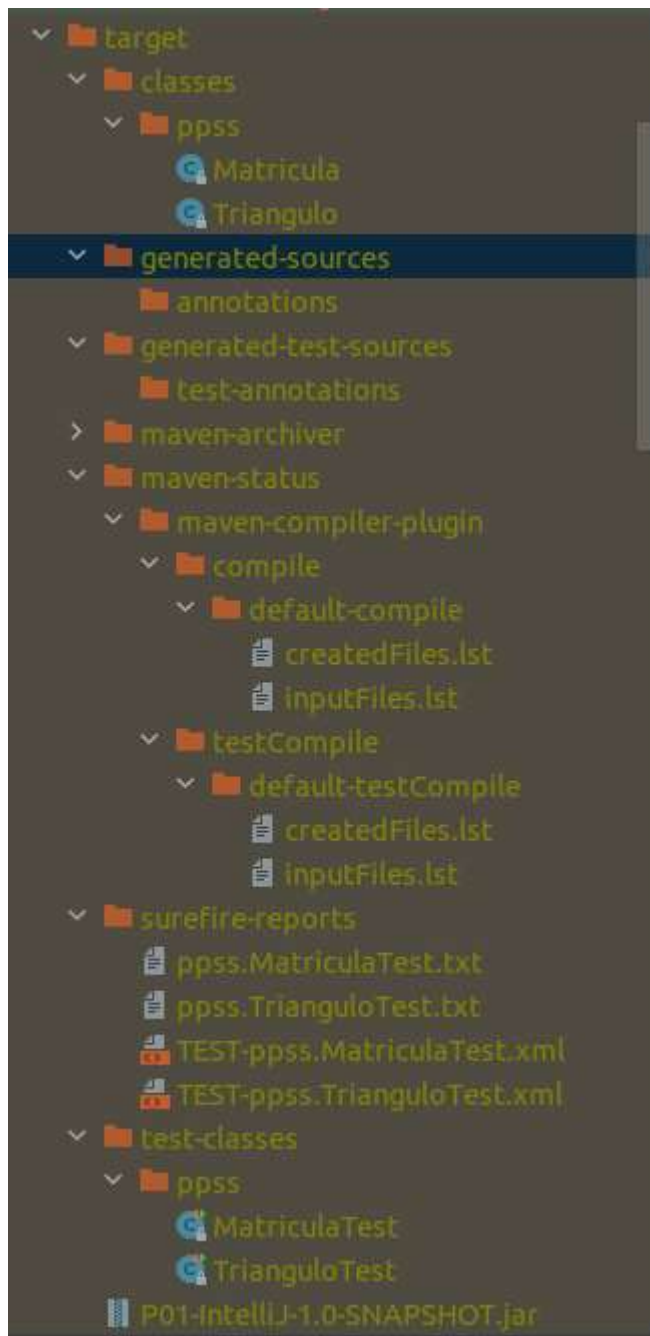 target
classes
ppss
Matricula
Triangulo
generated-sources
annotations
generated-test-sources
test-annotations
maven-archiver
maven-status
maven-compiler-plugin
compile
default-compile
createdFiles.lst
inputFiles.lst
testCompile
default-testCompile
createdFiles.lst
inputFiles.lst
surefire-reports
ppss.MatriculaTest.txt
ppss.TrianguloTest.txt
TEST-ppss.MatriculaTest.xml
TEST-ppss.TrianguloTest.xml
test-classes
ppss
MatriculaTest
TrianguloTest
P01-IntelliJ-1.0-SNAPSHOT.jar